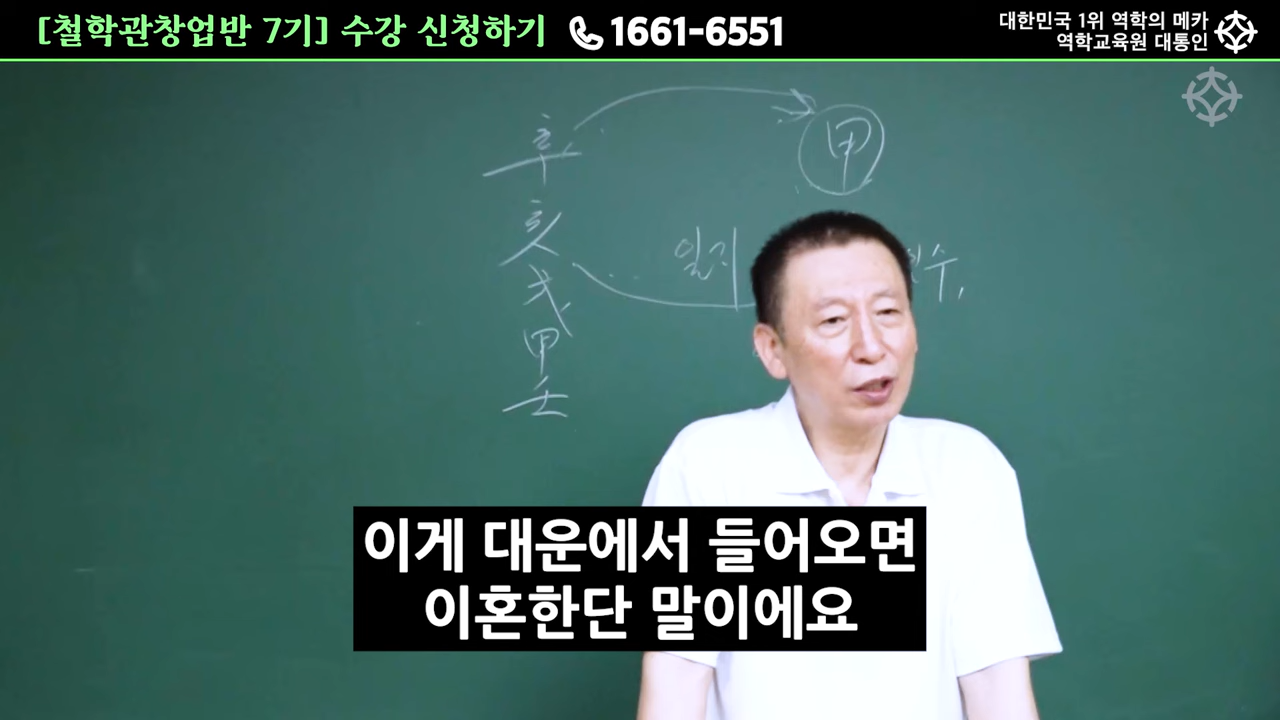 [철학관창업반 7기] 수강 신청하기 1661-6551
대한민국 1위 역학의 메카
역학교육원 대통인
辛
甲
亥
일지
수,
戊
甲
壬
이게 대운에서 들어오면
이혼한단 말이에요